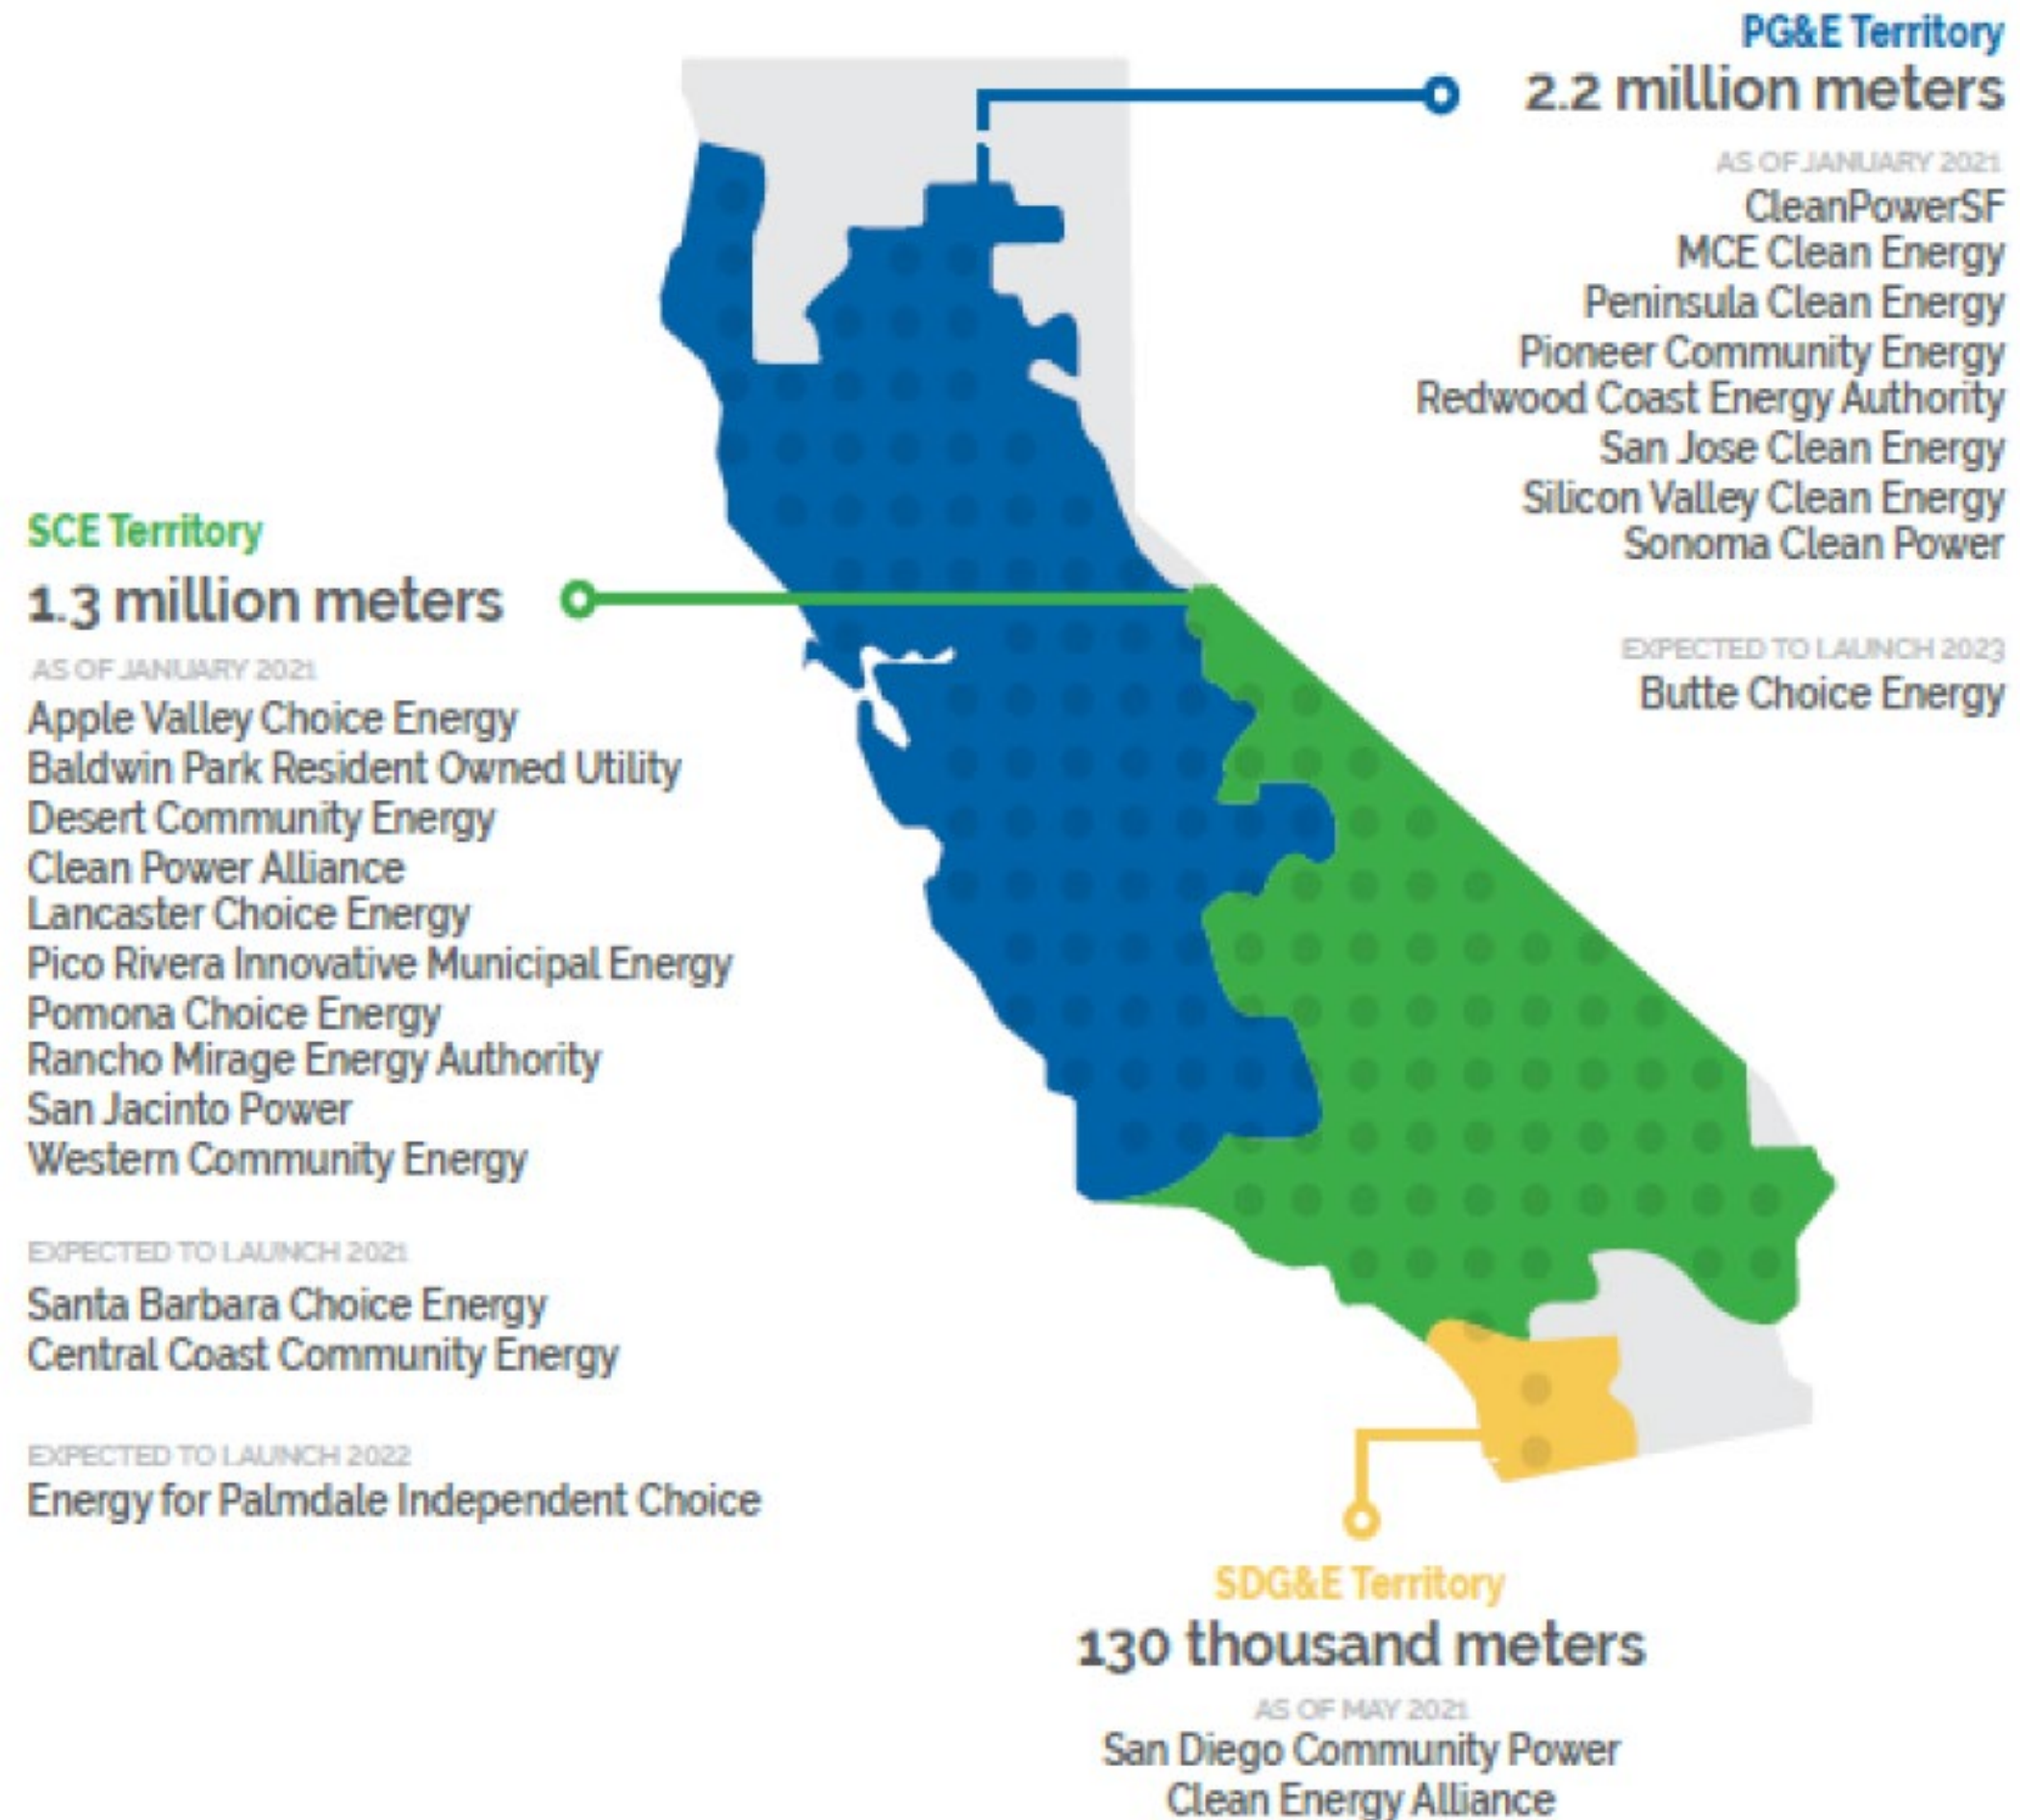 PG&E Territory
2.2 million meters
AS OF JANUARY 2021
CleanPowerSF
MCE Clean Energy
Peninsula Clean Energy
Pioneer Community Energy
Redwood Coast Energy Authority
San Jose Clean Energy
Silicon Valley Clean Energy
Sonoma Clean Power
EXPECTED TO LAUNCH 2023
Butte Choice Energy
SCE Territory
1.3 million meters
AS OF JANUARY 2021
Apple Valley Choice Energy
Baldwin Park Resident Owned Utility
Desert Community Energy
Clean Power Alliance
Lancaster Choice Energy
Pico Rivera Innovative Municipal Energy
Pomona Choice Energy
Rancho Mirage Energy Authority
San Jacinto Power
Western Community Energy
EXPECTED TO LAUNCH 2021
Santa Barbara Choice Energy
Central Coast Community Energy
EXPECTED TO LAUNCH 2022
Energy for Palmdale Independent Choice
SDG&E Territory
130 thousand meters
AS OF MAY 2021
San Diego Community Power
Clean Energy Alliance